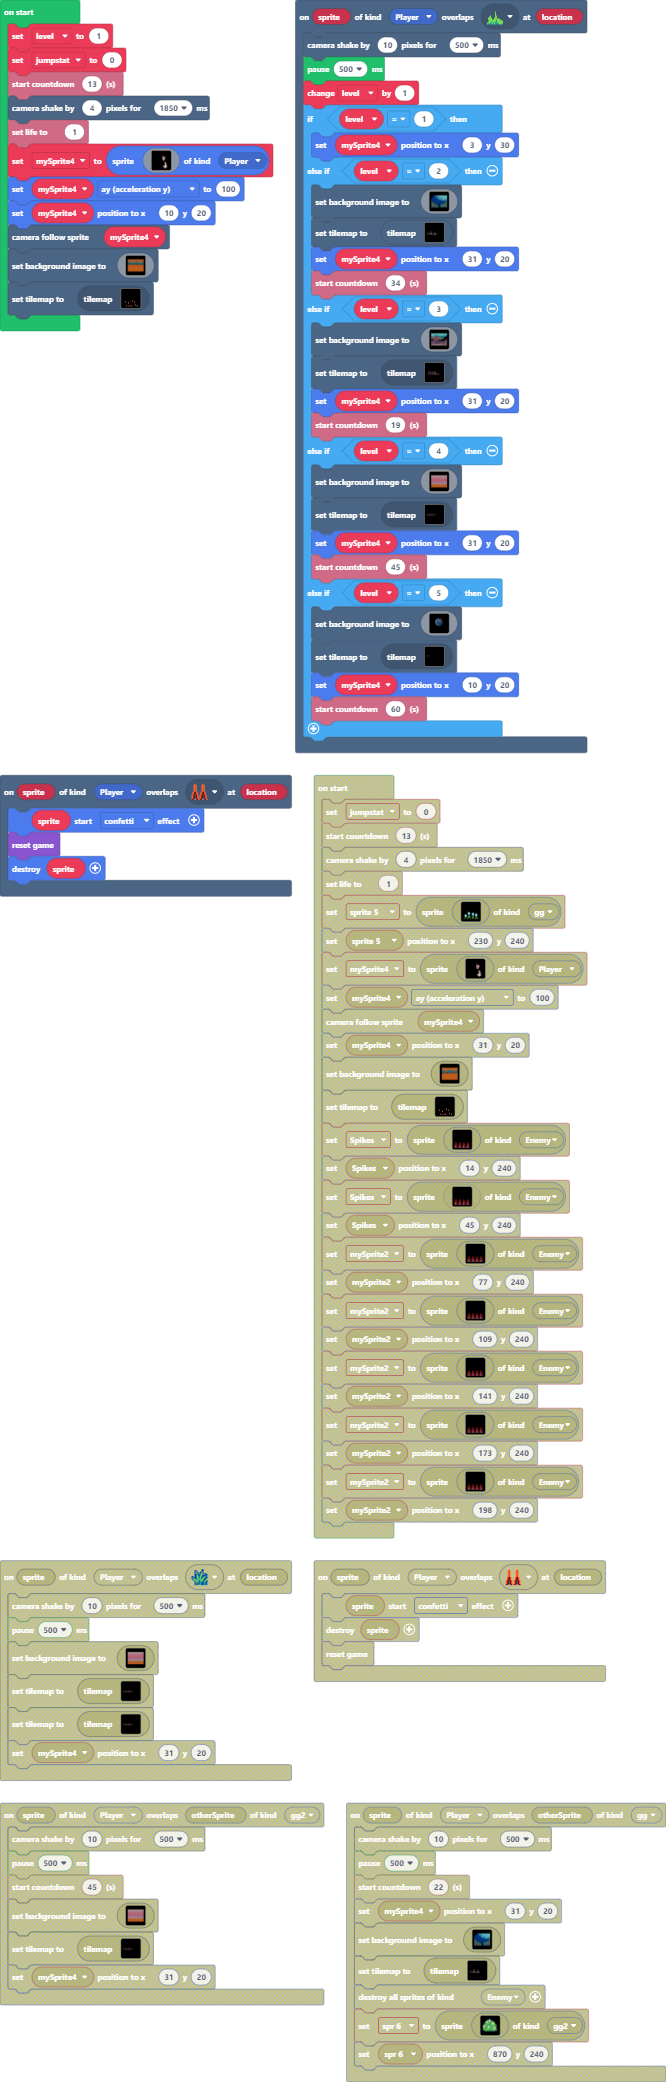 on start
set level to 1
set jumpstat to 0
start countdown 13 (s)
camera shake by 4 pixels for 1850 ms
set life to 1
set mySprite4 to sprite of kind Player
set mySprite4 ay (acceleration y) to 100
set mySprite4 position to x 10 y 20
camera follow sprite mySprite4
set background image to
set tilemap to tilemap
on sprite of kind Player overlaps at location
camera shake by 10 pixels for 500 ms
pause 500 ms
change level by 1
if level = 1 then
set mySprite4 position to x 3 y 30
else if level = 2 then
set background image to
set tilemap to tilemap
set mySprite4 position to x 31 y 20
start countdown 34 (s)
else if level = 3 then
set background image to
set tilemap to tilemap
set mySprite4 position to x 31 y 20
start countdown 19 (s)
else if level = 4 then
set background image to
set tilemap to tilemap
set mySprite4 position to x 31 y 20
start countdown 45 (s)
else if level = 5 then
set background image to
set tilemap to tilemap
set mySprite4 position to x 10 y 20
start countdown 60 (s)
on sprite of kind Player overlaps at location
sprite start confetti effect
reset game
destroy sprite
on start
set jumpstat to 0
start countdown 13 (s)
camera shake by 4 pixels for 1850 ms
set life to 1
set sprite 5 to sprite of kind gg
set sprite 5 position to x 230 y 240
set mySprite4 to sprite of kind Player
set mySprite4 ay (acceleration y) to 100
camera follow sprite mySprite4
set mySprite4 position to x 31 y 20
set background image to
set tilemap to tilemap
set Spikes to sprite of kind Enemy
set Spikes position to x 14 y 240
set Spikes to sprite of kind Enemy
set Spikes position to x 45 y 240
set mySprite2 to sprite of kind Enemy
set mySprite2 position to x 77 y 240
set mySprite2 to sprite of kind Enemy
set mySprite2 position to x 109 y 240
set mySprite2 to sprite of kind Enemy
set mySprite2 position to x 141 y 240
set mySprite2 to sprite of kind Enemy
set mySprite2 position to x 173 y 240
set mySprite2 to sprite of kind Enemy
set mySprite2 position to x 198 y 240
on sprite of kind Player overlaps at location
camera shake by 10 pixels for 500 ms
pause 500 ms
set background image to
set tilemap to tilemap
set tilemap to tilemap
set mySprite4 position to x 31 y 20
on sprite of kind Player overlaps at location
sprite start confetti effect
destroy sprite
reset game
on sprite of kind Player overlaps otherSprite of kind gg2
camera shake by 10 pixels for 500 ms
pause 500 ms
start countdown 45 (s)
set background image to
set tilemap to tilemap
set mySprite4 position to x 31 y 20
on sprite of kind Player overlaps otherSprite of kind gg
camera shake by 10 pixels for 500 ms
pause 500 ms
start countdown 22 (s)
set mySprite4 position to x 31 y 20
set background image to
set tilemap to tilemap
destroy all sprites of kind Enemy
set spr 6 to sprite of kind gg2
set spr 6 position to x 870 y 240